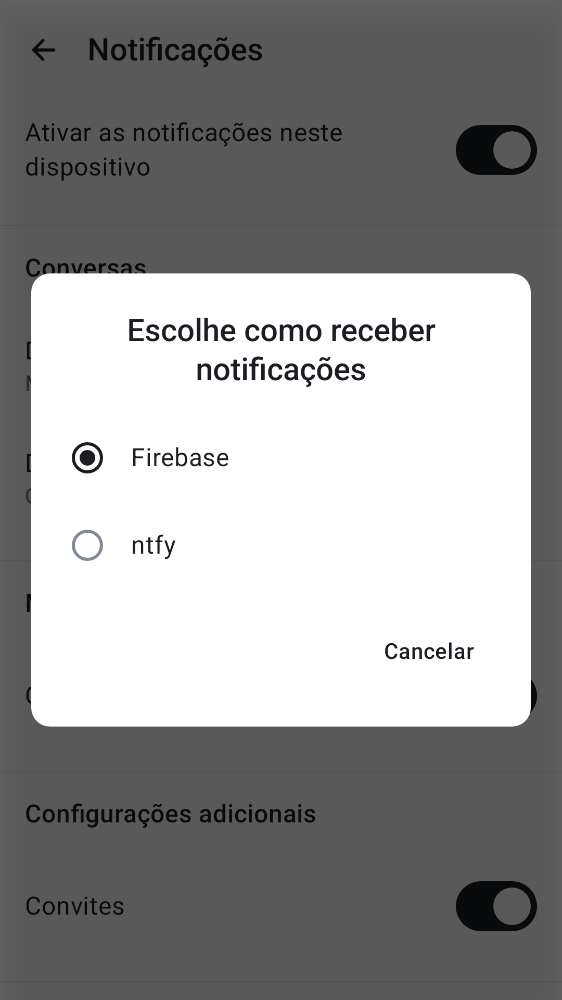 Notificações
Ativar as notificações neste
dispositivo
Conversas
Escolhe como receber
notificações
Firebase
ntfy
Cancelar
Configurações adicionais
Convites